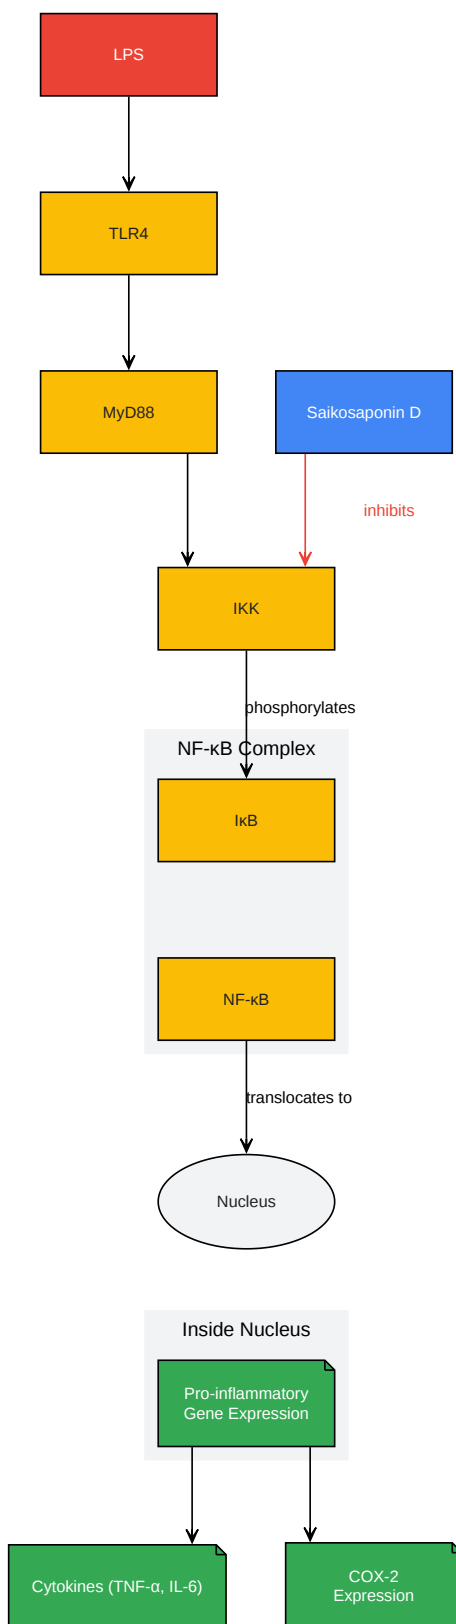 LPS
TLR4
MyD88
Saikosaponin D
inhibits
IKK
phosphorylates
NF-κB Complex
IκB
NF-κB
translocates to
Nucleus
Inside Nucleus
Pro-inflammatory
Gene Expression
Cytokines (TNF-α, IL-6)
COX-2
Expression